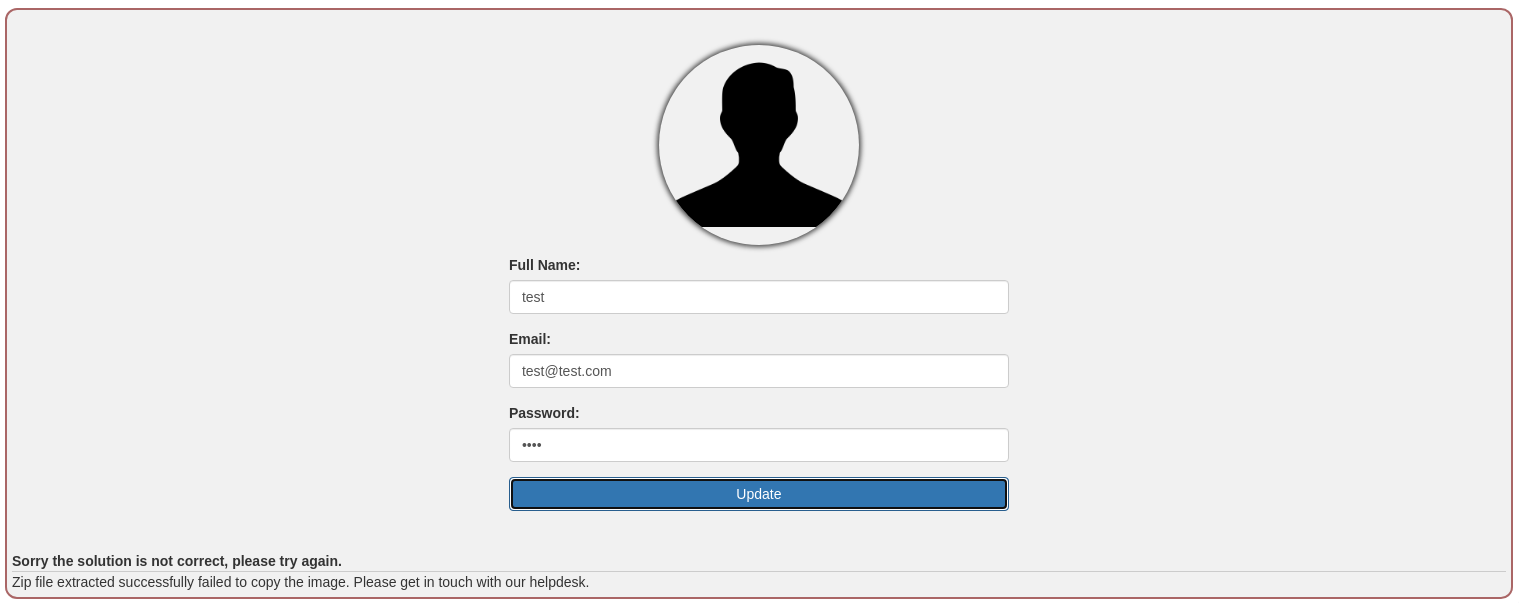 Full Name:
test
Email:
test@test.com
Password:
••••
Update
Sorry the solution is not correct, please try again.
Zip file extracted successfully failed to copy the image. Please get in touch with our helpdesk.